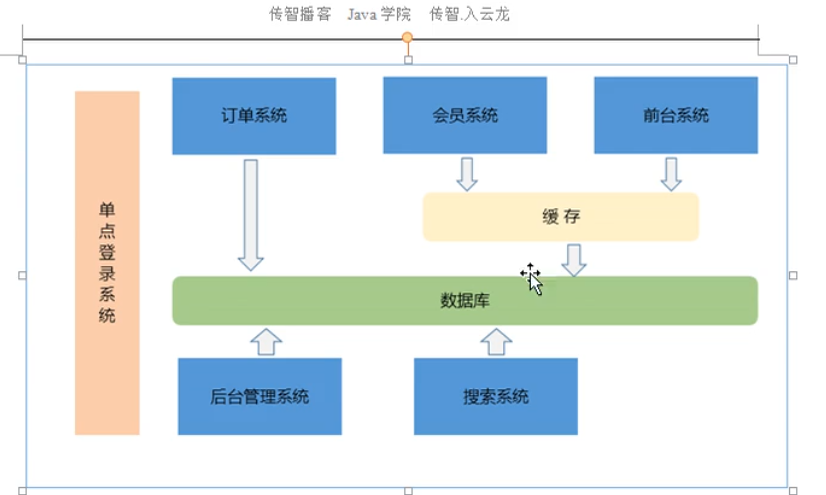 传智播客 Java 学院 传智.入云龙
单点登录系统
订单系统
会员系统
前台系统
缓 存
数据库
后台管理系统
搜索系统